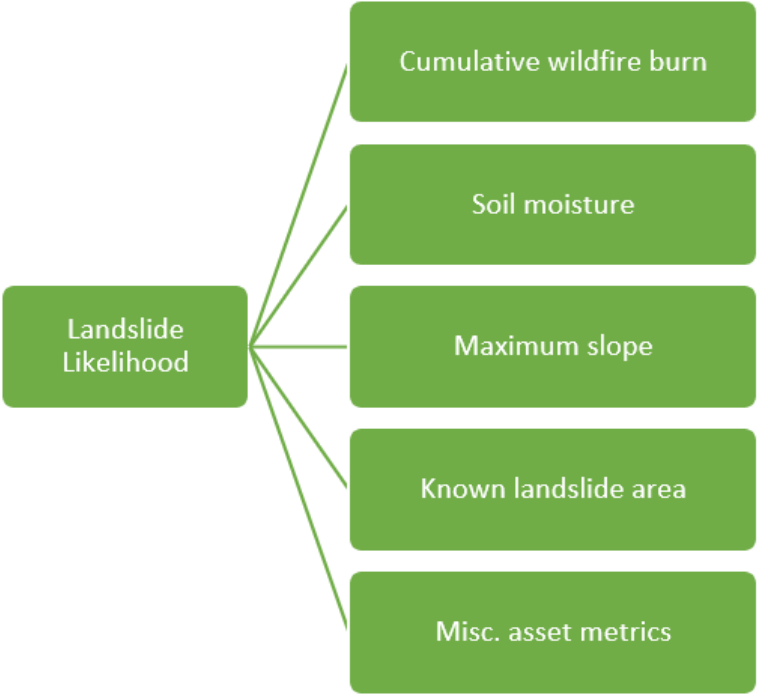 Cumulative wildfire burn
Soil moisture
Landslide
Likelihood
Maximum slope
Known landslide area
Misc. asset metrics